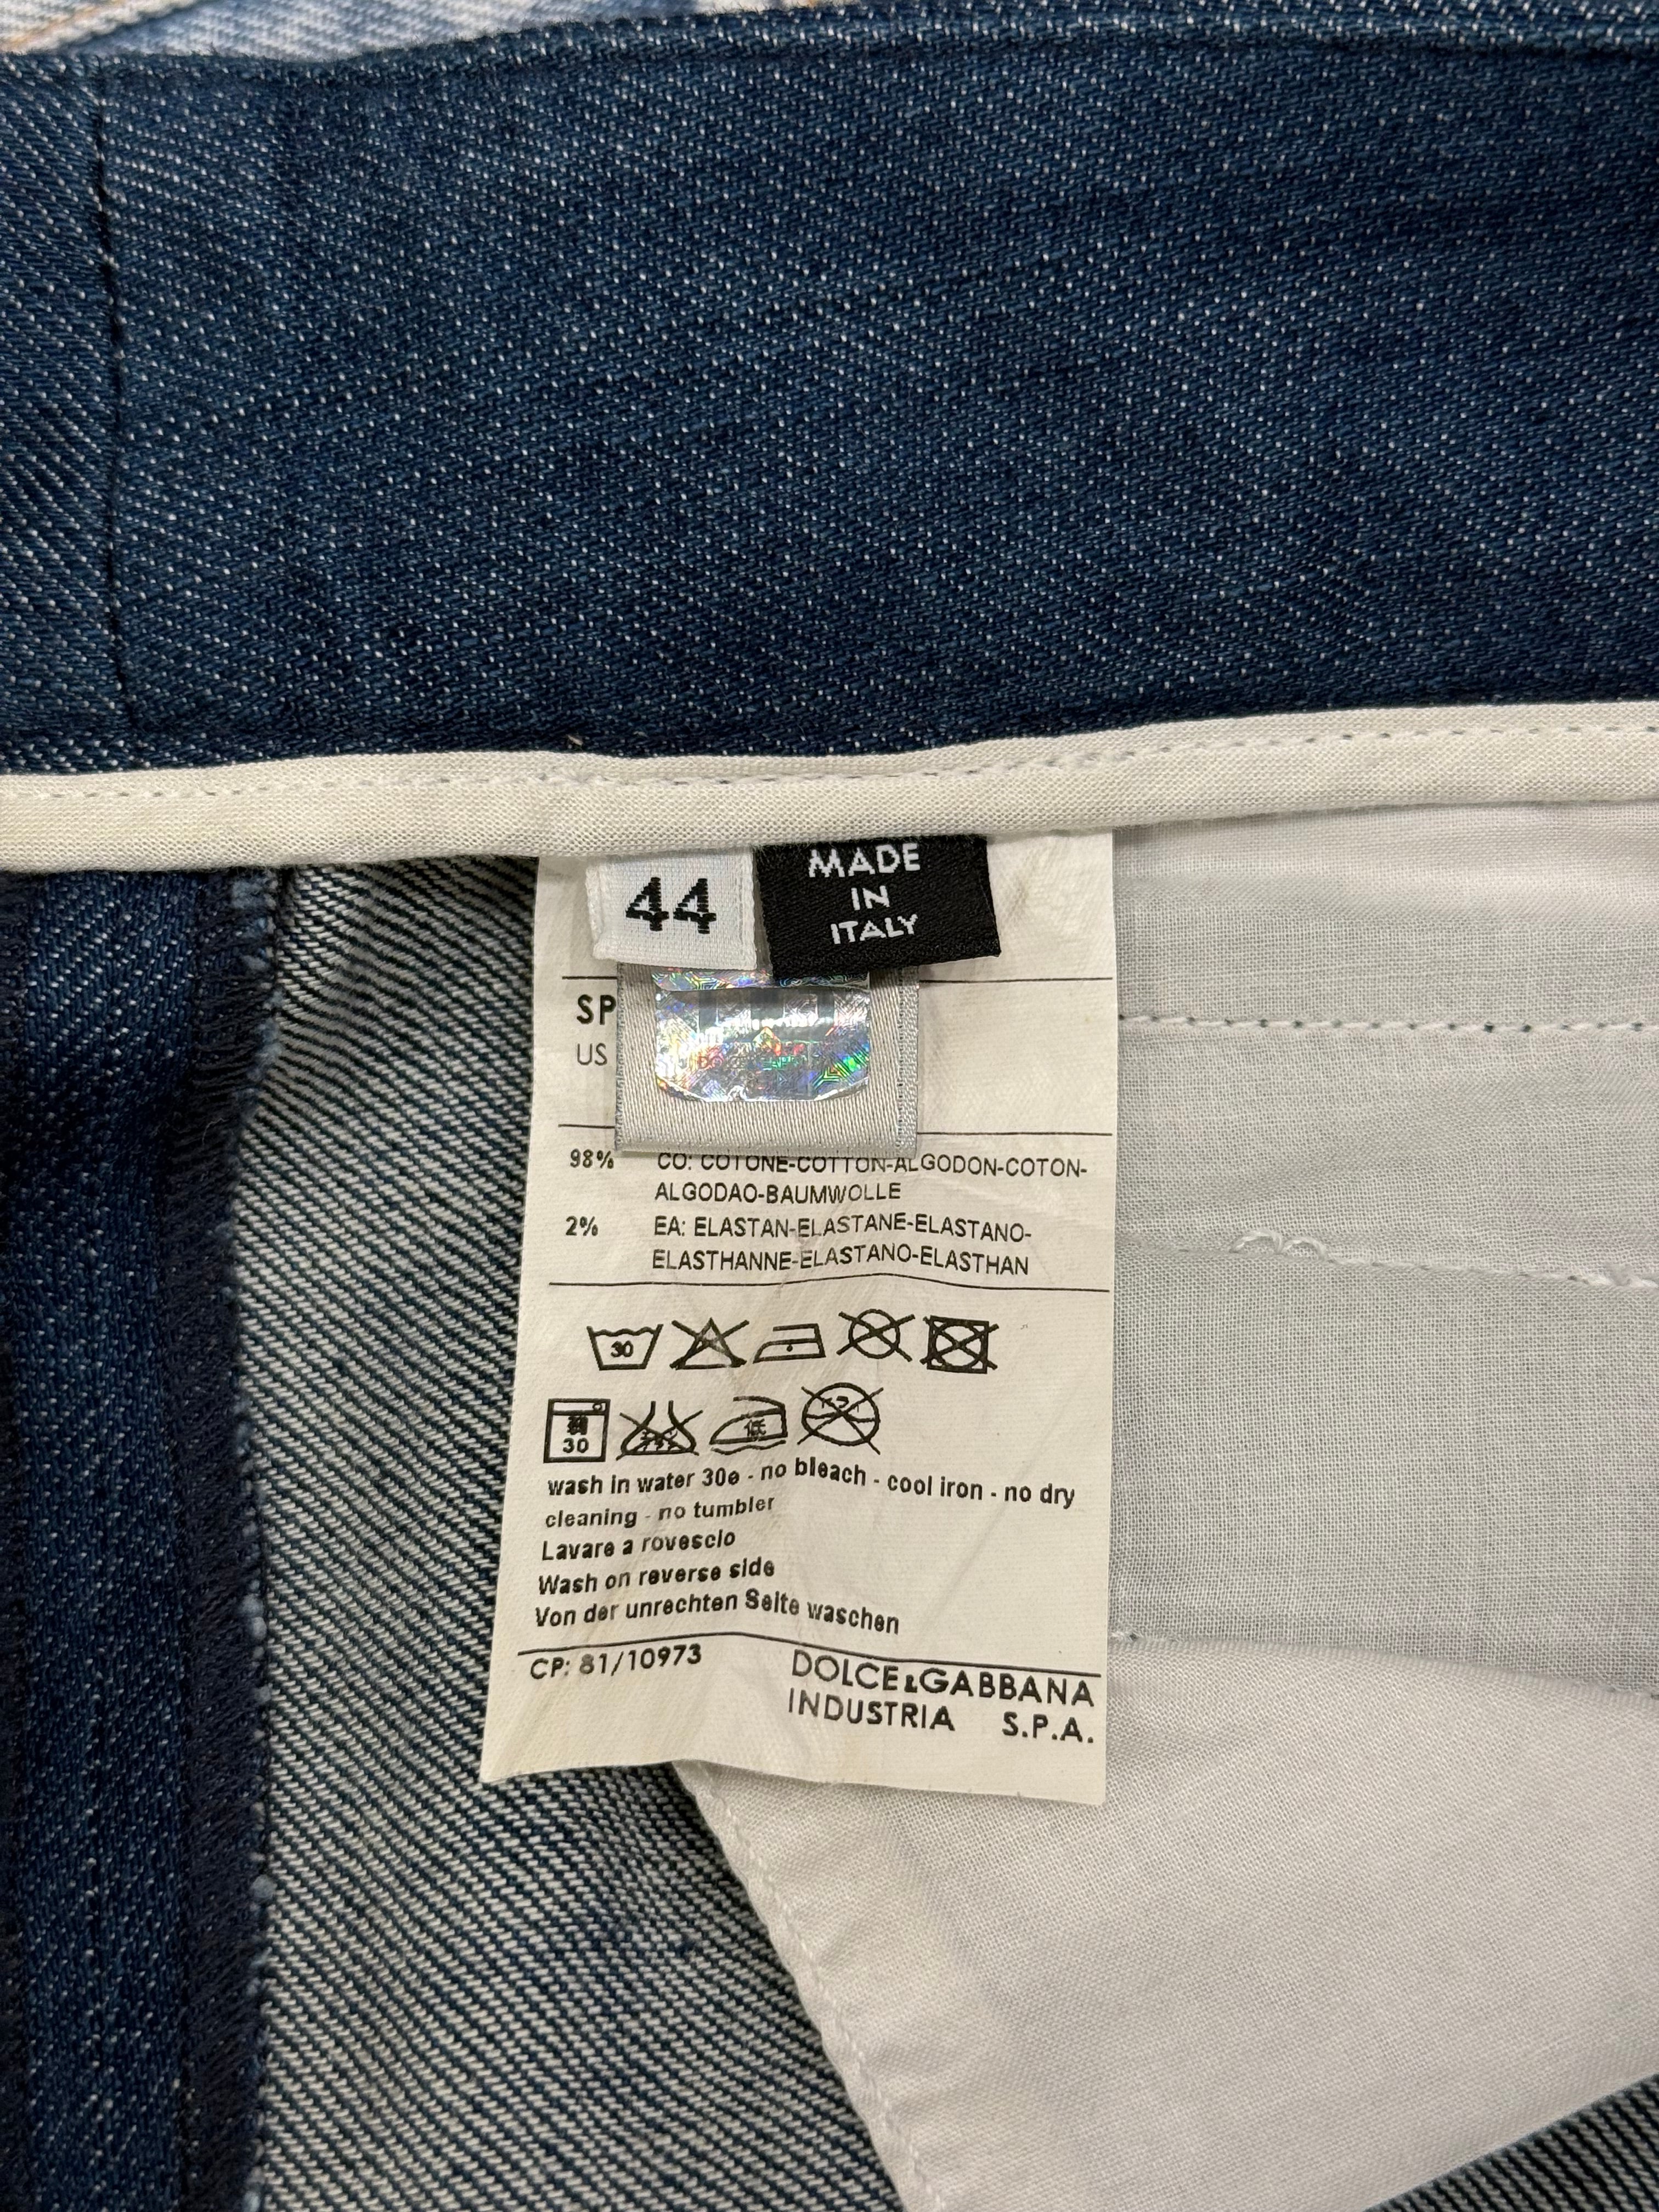 44
MADE
IN
ITALY
SP
US
98% CO: COTONE-COTTON-ALGODON-COTON-
ALGODAO-BAUMWOLLE
2% EA: ELASTAN-ELASTANE-ELASTANO-
ELASTHANNE-ELASTANO-ELASTHAN
30
30
低
wash in water 30e - no bleach - cool iron - no dry
cleaning - no tumbler
Lavare a rovescio
Wash on reverse side
Von der unrechten Seite waschen
CP: 81/10973
DOLCE&GABBANA
INDUSTRIA S.P.A.